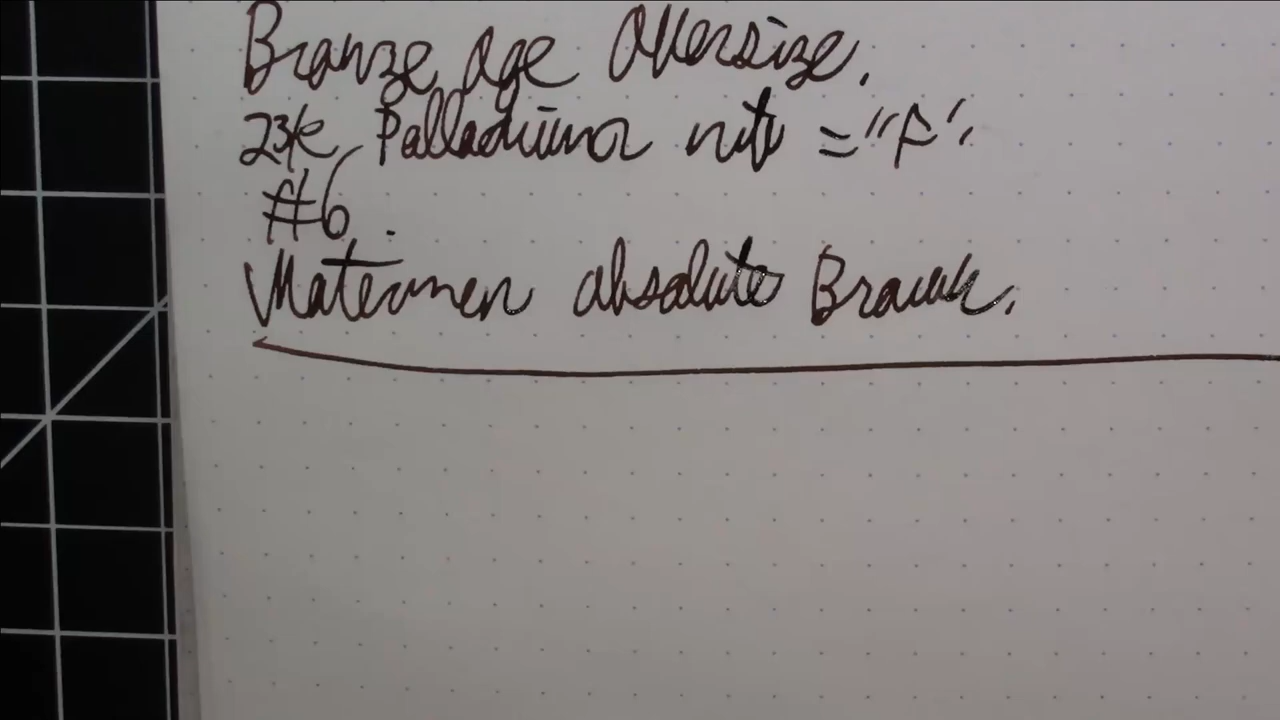 Bronze Age Oversize.
23k Palladium nib = "F".
#6.
Waterman absolute Brown.